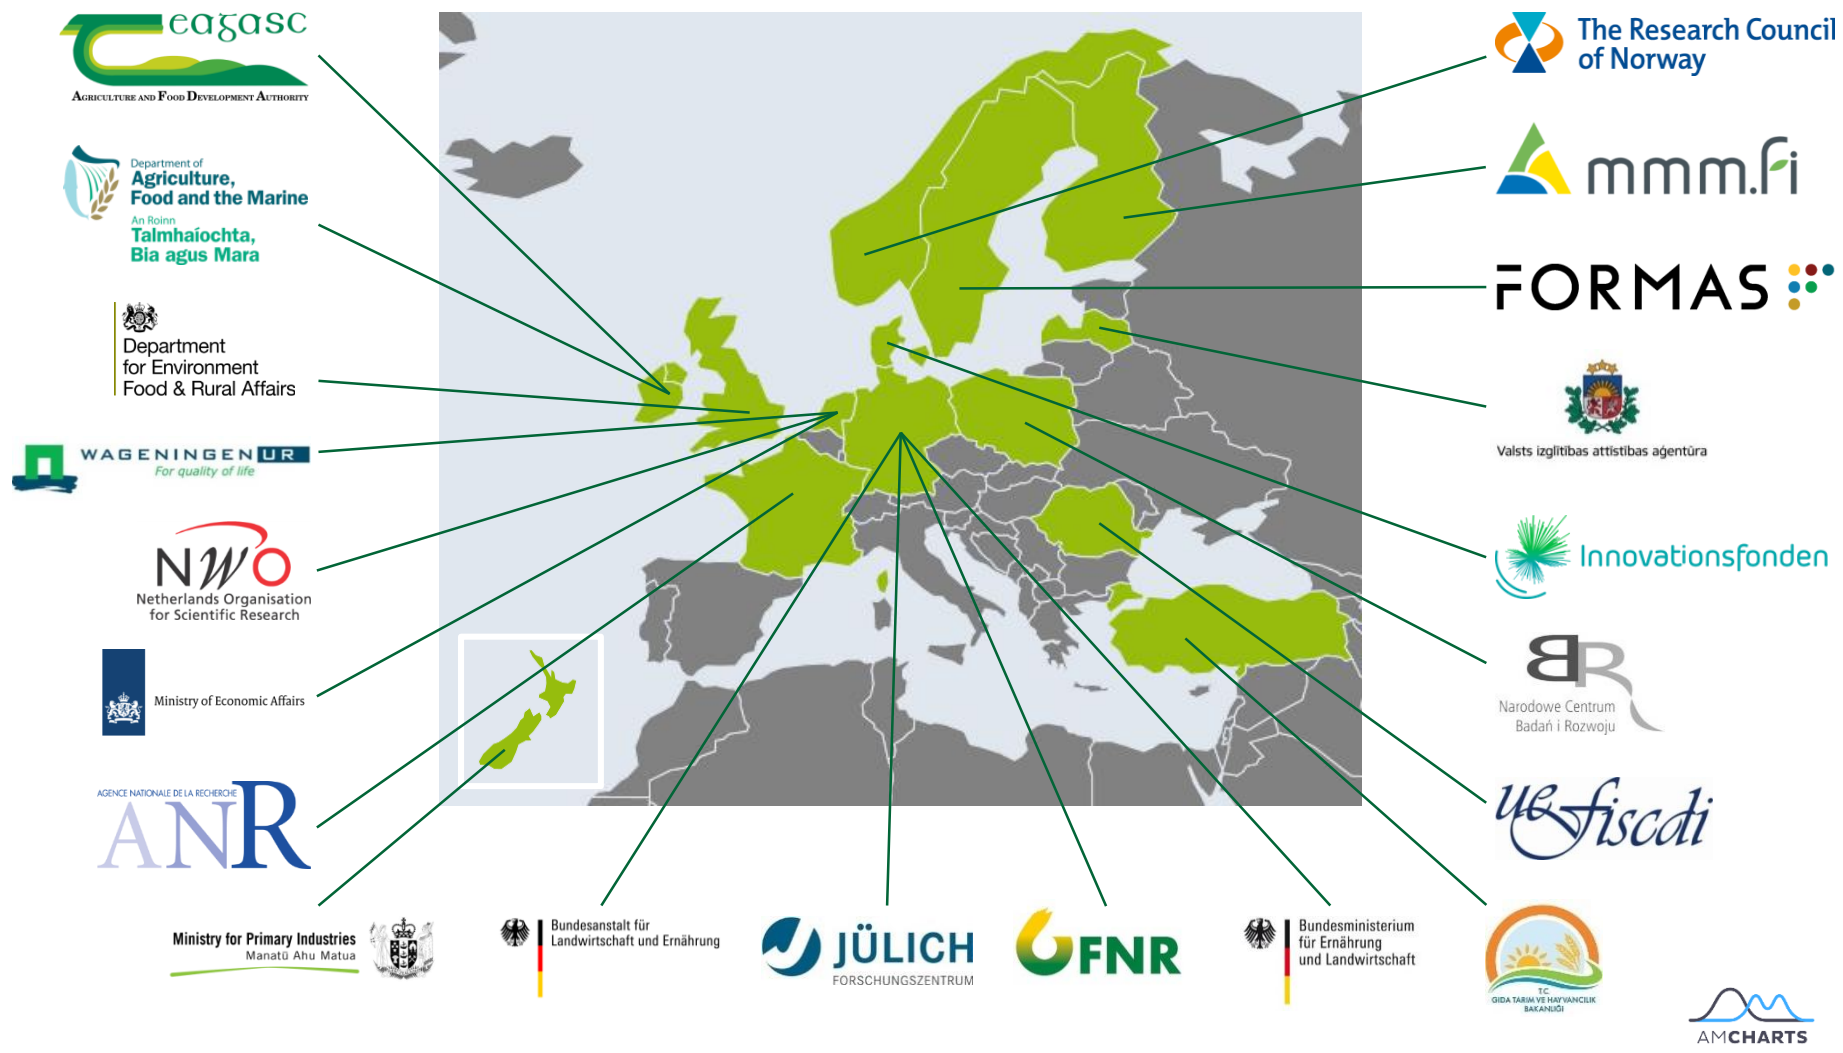 eagasc
AGRICULTURE AND FOOD DEVELOPMENT AUTHORITY
Department of
Agriculture,
Food and the Marine
An Roinn
Talmhaíochta,
Bia agus Mara
Department
for Environment
Food & Rural Affairs
WAGENINGEN UR
For quality of life
NWO
Netherlands Organisation
for Scientific Research
Ministry of Economic Affairs
AGENCE NATIONALE DE LA RECHERCHE
ANR
Ministry for Primary Industries
Manatū Ahu Matua
Bundesanstalt für
Landwirtschaft und Ernährung
JÜLICH
FORSCHUNGSZENTRUM
FNR
Bundesministerium
für Ernährung
und Landwirtschaft
The Research Council
of Norway
mmm.fi
FORMAS
Valsts izglītības attīstības aģentūra
Innovationsfonden
BR
Narodowe Centrum
Badań i Rozwoju
uefiscdi
T.C.
GIDA TARIM VE HAYVANCILIK
BAKANLIĞI
AMCHARTS